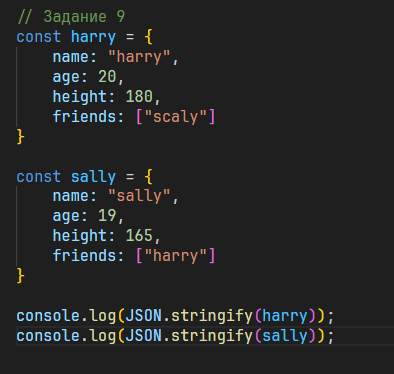 // Задание 9
const harry = {
    name: "harry",
    age: 20,
    height: 180,
    friends: ["scaly"]
}

const sally = {
    name: "sally",
    age: 19,
    height: 165,
    friends: ["harry"]
}

console.log(JSON.stringify(harry));
console.log(JSON.stringify(sally));